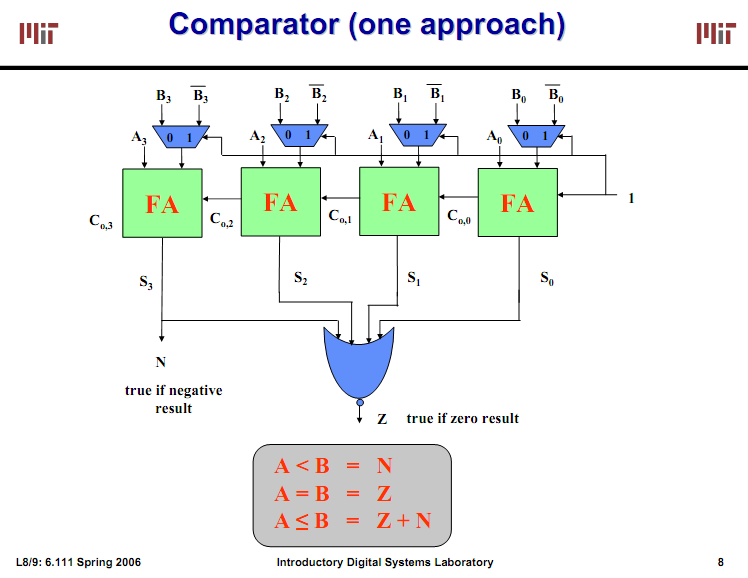 MIT Comparator (one approach) MIT
B₃ B̅₃ B₂ B̅₂ B₁ B̅₁ B₀ B̅₀
A₃ 0 1 A₂ 0 1 A₁ 0 1 A₀ 0 1
FA FA FA FA 1
Cₒ,₃ Cₒ,₂ Cₒ,₁ Cₒ,₀
S₃ S₂ S₁ S₀
N
true if negative
result
Z true if zero result
A < B = N
A = B = Z
A ≤ B = Z + N
L8/9: 6.111 Spring 2006 Introductory Digital Systems Laboratory 8